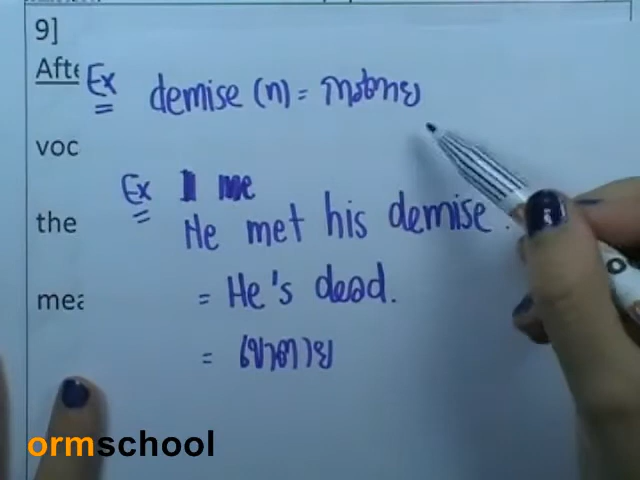 9]
Afte
Ex demise (n) = การตาย
voc
Ex I me
the
He met his demise.
= He's dead.
mea
= เขาตาย
ormschool